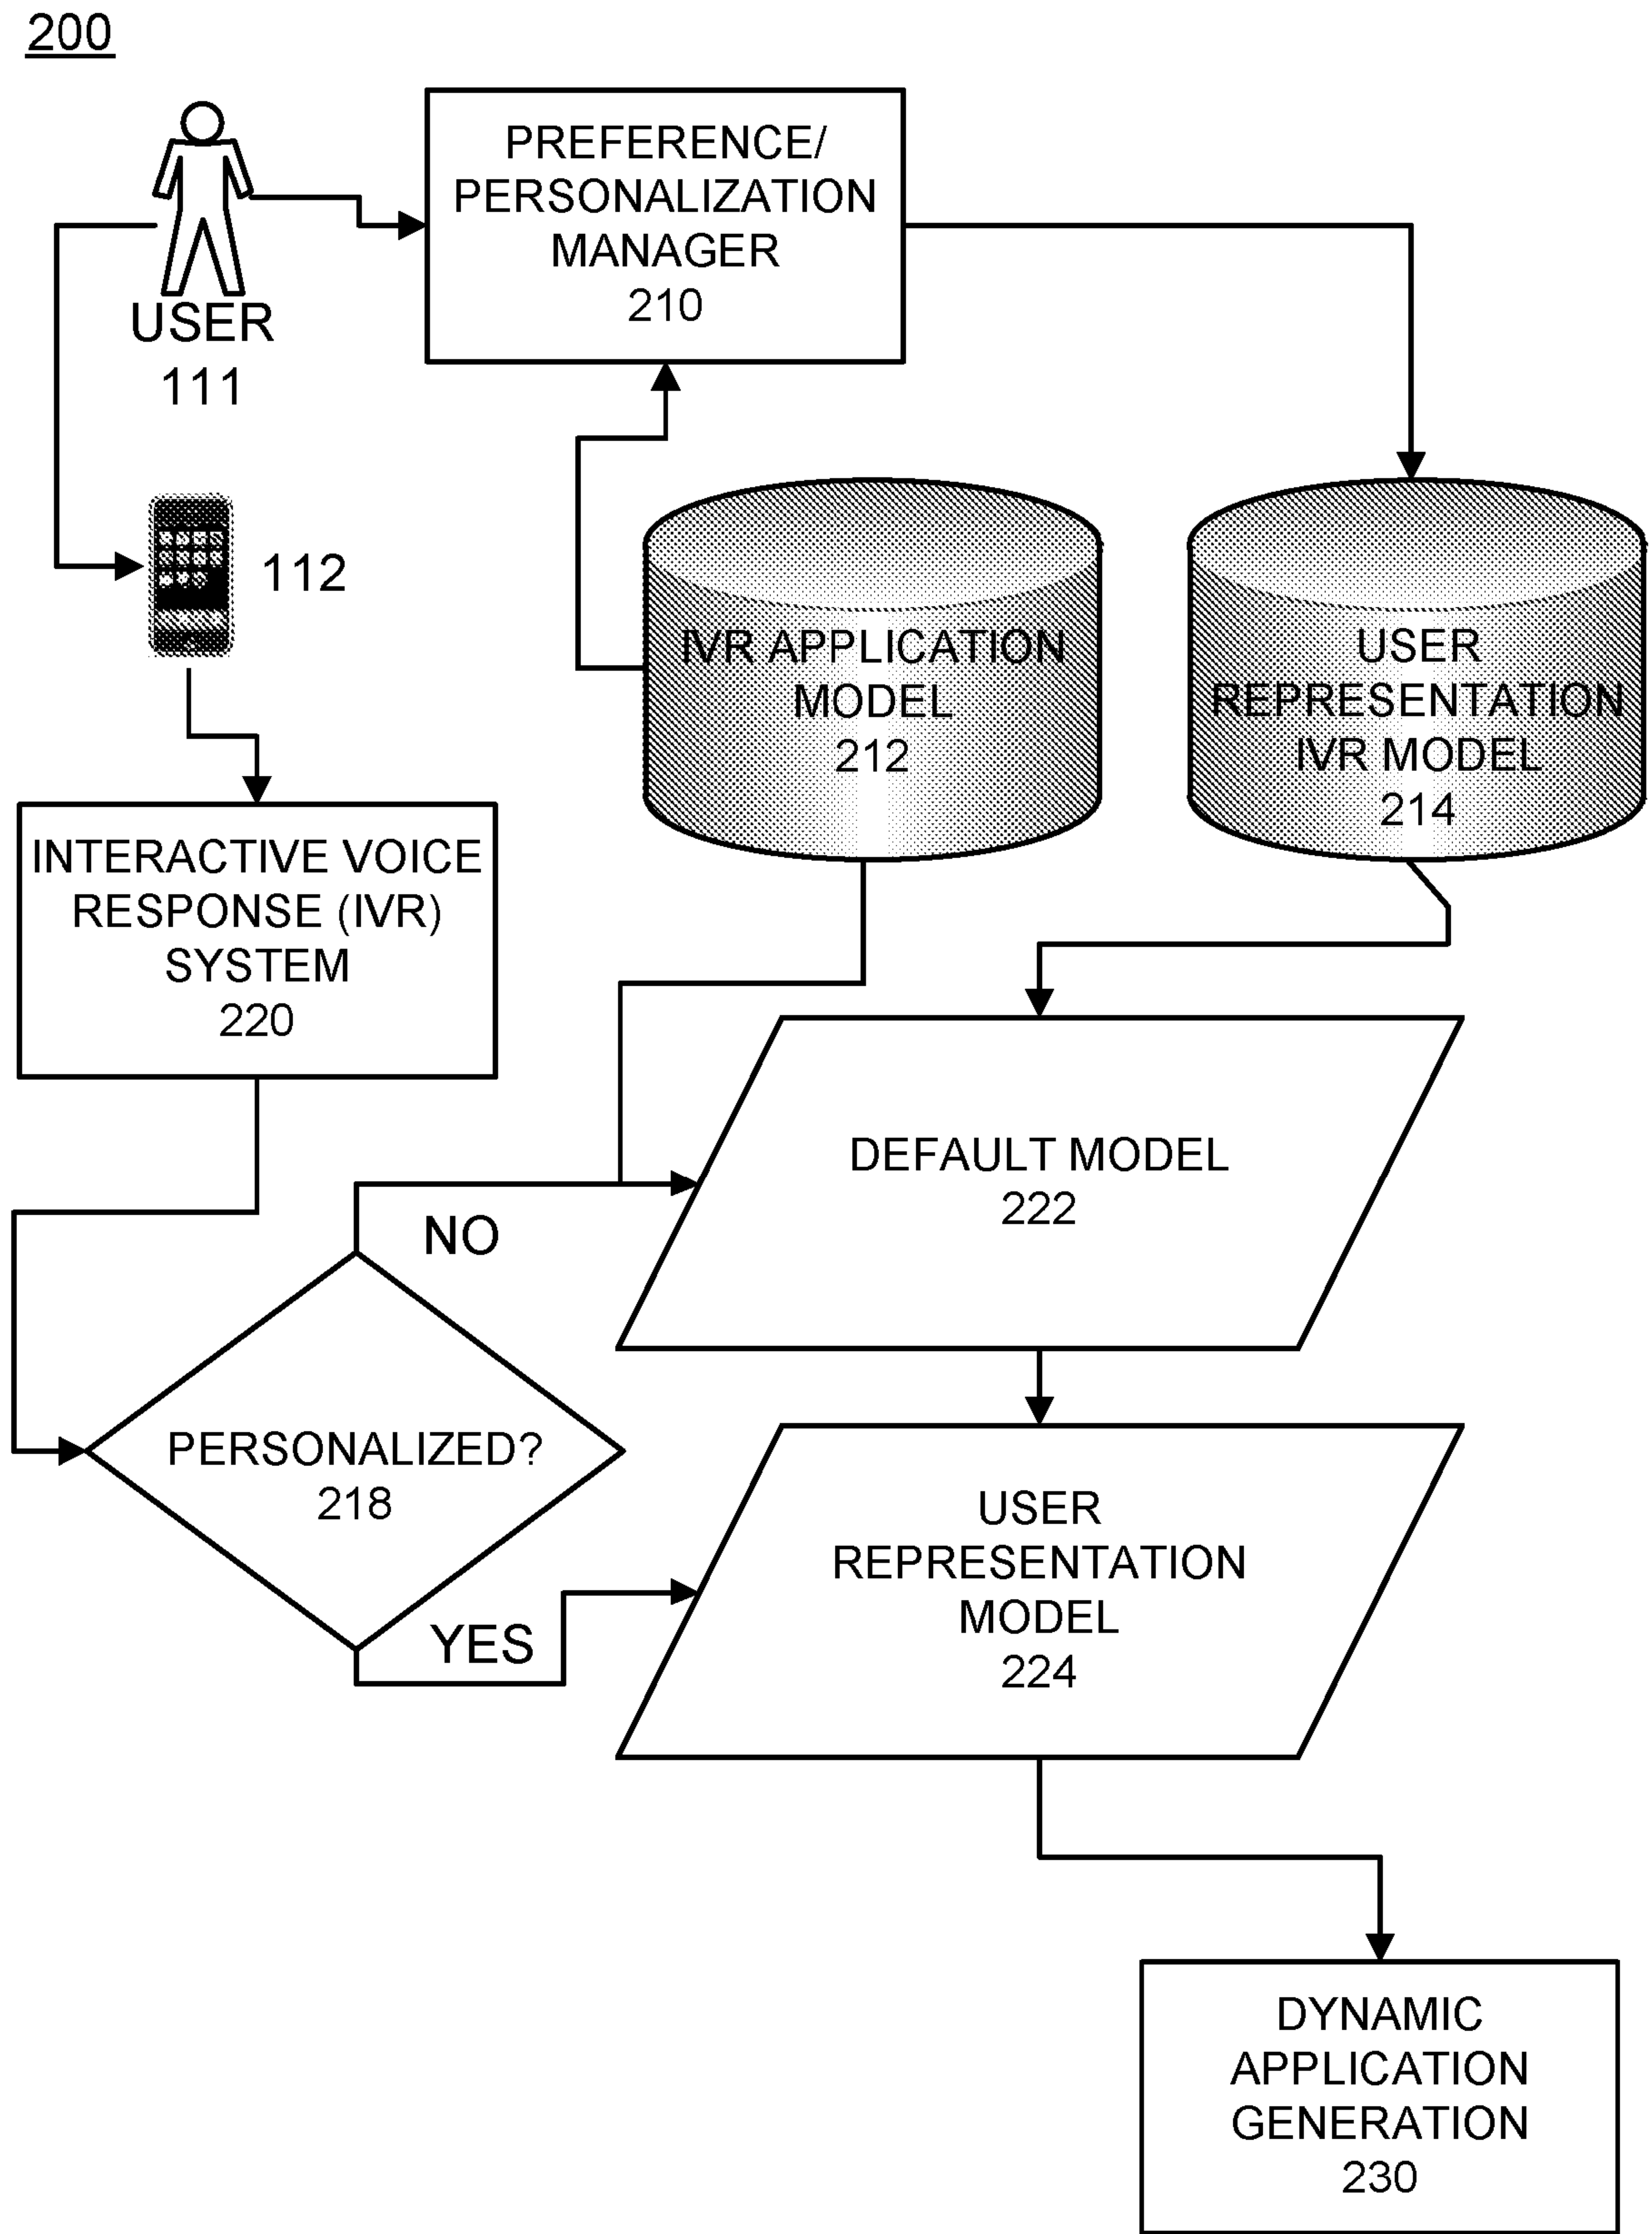 200
PREFERENCE/
PERSONALIZATION
MANAGER
210
USER
111
112
IVR APPLICATION
MODEL
212
USER
REPRESENTATION
IVR MODEL
214
INTERACTIVE VOICE
RESPONSE (IVR)
SYSTEM
220
DEFAULT MODEL
222
NO
PERSONALIZED?
218
YES
USER
REPRESENTATION
MODEL
224
DYNAMIC
APPLICATION
GENERATION
230